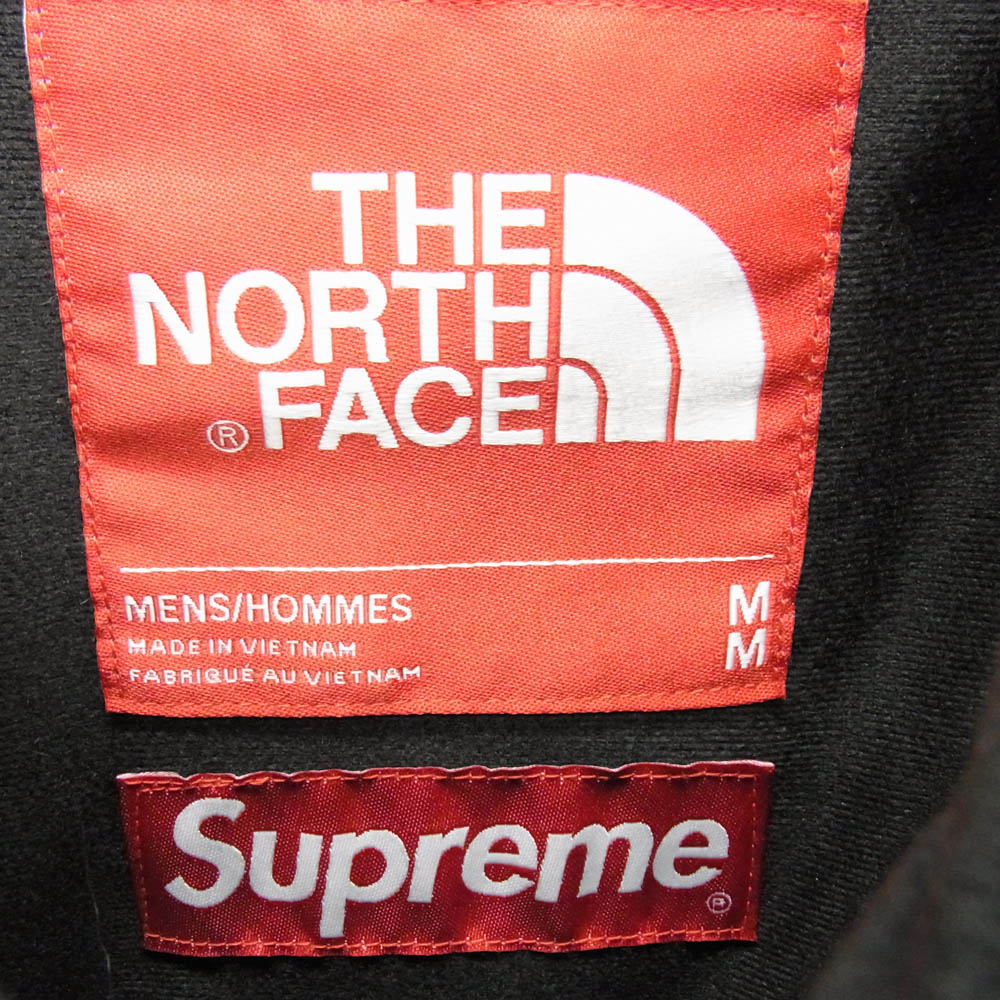 THE
NORTH
® FACE
MENS/HOMMES M
MADE IN VIETNAM M
FABRIQUÉ AU VIETNAM
Supreme ®